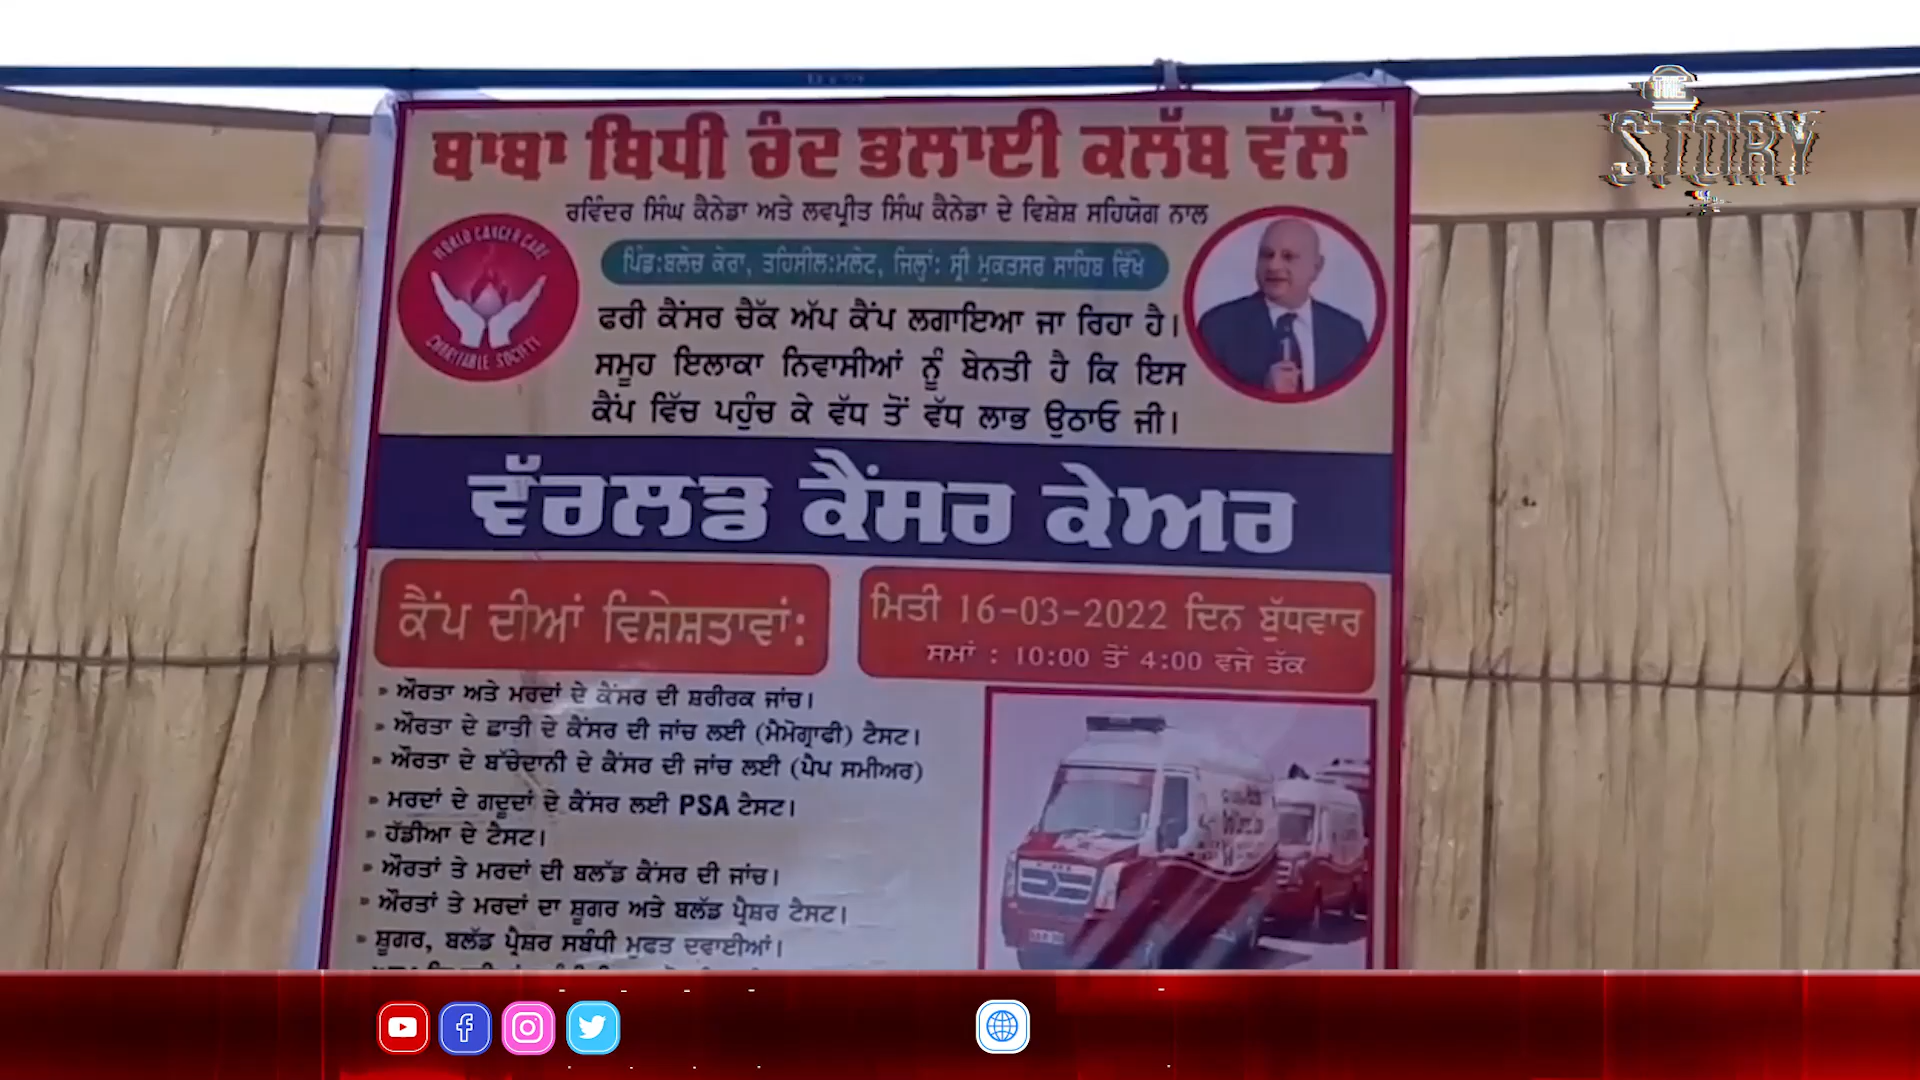 ਬਾਬਾ ਬਿਧੀ ਚੰਦ ਭਲਾਈ ਕਲੱਬ ਵੱਲੋਂ
ਰਵਿੰਦਰ ਸਿੰਘ ਕੈਨੇਡਾ ਅਤੇ ਲਵਪ੍ਰੀਤ ਸਿੰਘ ਕੈਨੇਡਾ ਦੇ ਵਿਸ਼ੇਸ਼ ਸਹਿਯੋਗ ਨਾਲ
ਪਿੰਡ:ਬਲੋਚ ਕੇਰਾ, ਤਹਿਸੀਲ:ਮਲੋਟ, ਜਿਲ੍ਹਾਂ: ਸ੍ਰੀ ਮੁਕਤਸਰ ਸਾਹਿਬ ਵਿੱਖੇ
WORLD CANCER CARE
CHARITABLE SOCIETY
ਫਰੀ ਕੈਂਸਰ ਚੈੱਕ ਅੱਪ ਕੈਂਪ ਲਗਾਇਆ ਜਾ ਰਿਹਾ ਹੈ।
ਸਮੂਹ ਇਲਾਕਾ ਨਿਵਾਸੀਆਂ ਨੂੰ ਬੇਨਤੀ ਹੈ ਕਿ ਇਸ
ਕੈਂਪ ਵਿੱਚ ਪਹੁੰਚ ਕੇ ਵੱਧ ਤੋਂ ਵੱਧ ਲਾਭ ਉਠਾਓ ਜੀ।
ਵੱਰਲਡ ਕੈਂਸਰ ਕੇਅਰ
ਕੈਂਪ ਦੀਆਂ ਵਿਸ਼ੇਸ਼ਤਾਵਾਂ:
ਮਿਤੀ 16-03-2022 ਦਿਨ ਬੁੱਧਵਾਰ
ਸਮਾਂ : 10:00 ਤੋਂ 4:00 ਵਜੇ ਤੱਕ
» ਔਰਤਾ ਅਤੇ ਮਰਦਾਂ ਦੇ ਕੈਂਸਰ ਦੀ ਸ਼ਰੀਰਕ ਜਾਂਚ।
» ਔਰਤਾ ਦੇ ਛਾਤੀ ਦੇ ਕੈਂਸਰ ਦੀ ਜਾਂਚ ਲਈ (ਮੈਮੋਗ੍ਰਾਫੀ) ਟੈਸਟ।
» ਔਰਤਾ ਦੇ ਬੱਚੇਦਾਨੀ ਦੇ ਕੈਂਸਰ ਦੀ ਜਾਂਚ ਲਈ (ਪੈਪ ਸਮੀਅਰ)
» ਮਰਦਾਂ ਦੇ ਗਦੂਦਾਂ ਦੇ ਕੈਂਸਰ ਲਈ PSA ਟੈਸਟ।
» ਹੱਡੀਆ ਦੇ ਟੈਸਟ।
» ਔਰਤਾਂ ਤੇ ਮਰਦਾਂ ਦੀ ਬਲੱਡ ਕੈਂਸਰ ਦੀ ਜਾਂਚ।
» ਔਰਤਾਂ ਤੇ ਮਰਦਾਂ ਦਾ ਸ਼ੂਗਰ ਅਤੇ ਬਲੱਡ ਪ੍ਰੈਸ਼ਰ ਟੈਸਟ।
» ਸ਼ੂਗਰ, ਬਲੱਡ ਪ੍ਰੈਸ਼ਰ ਸਬੰਧੀ ਮੁਫਤ ਦਵਾਈਆਂ।
THE
STORY